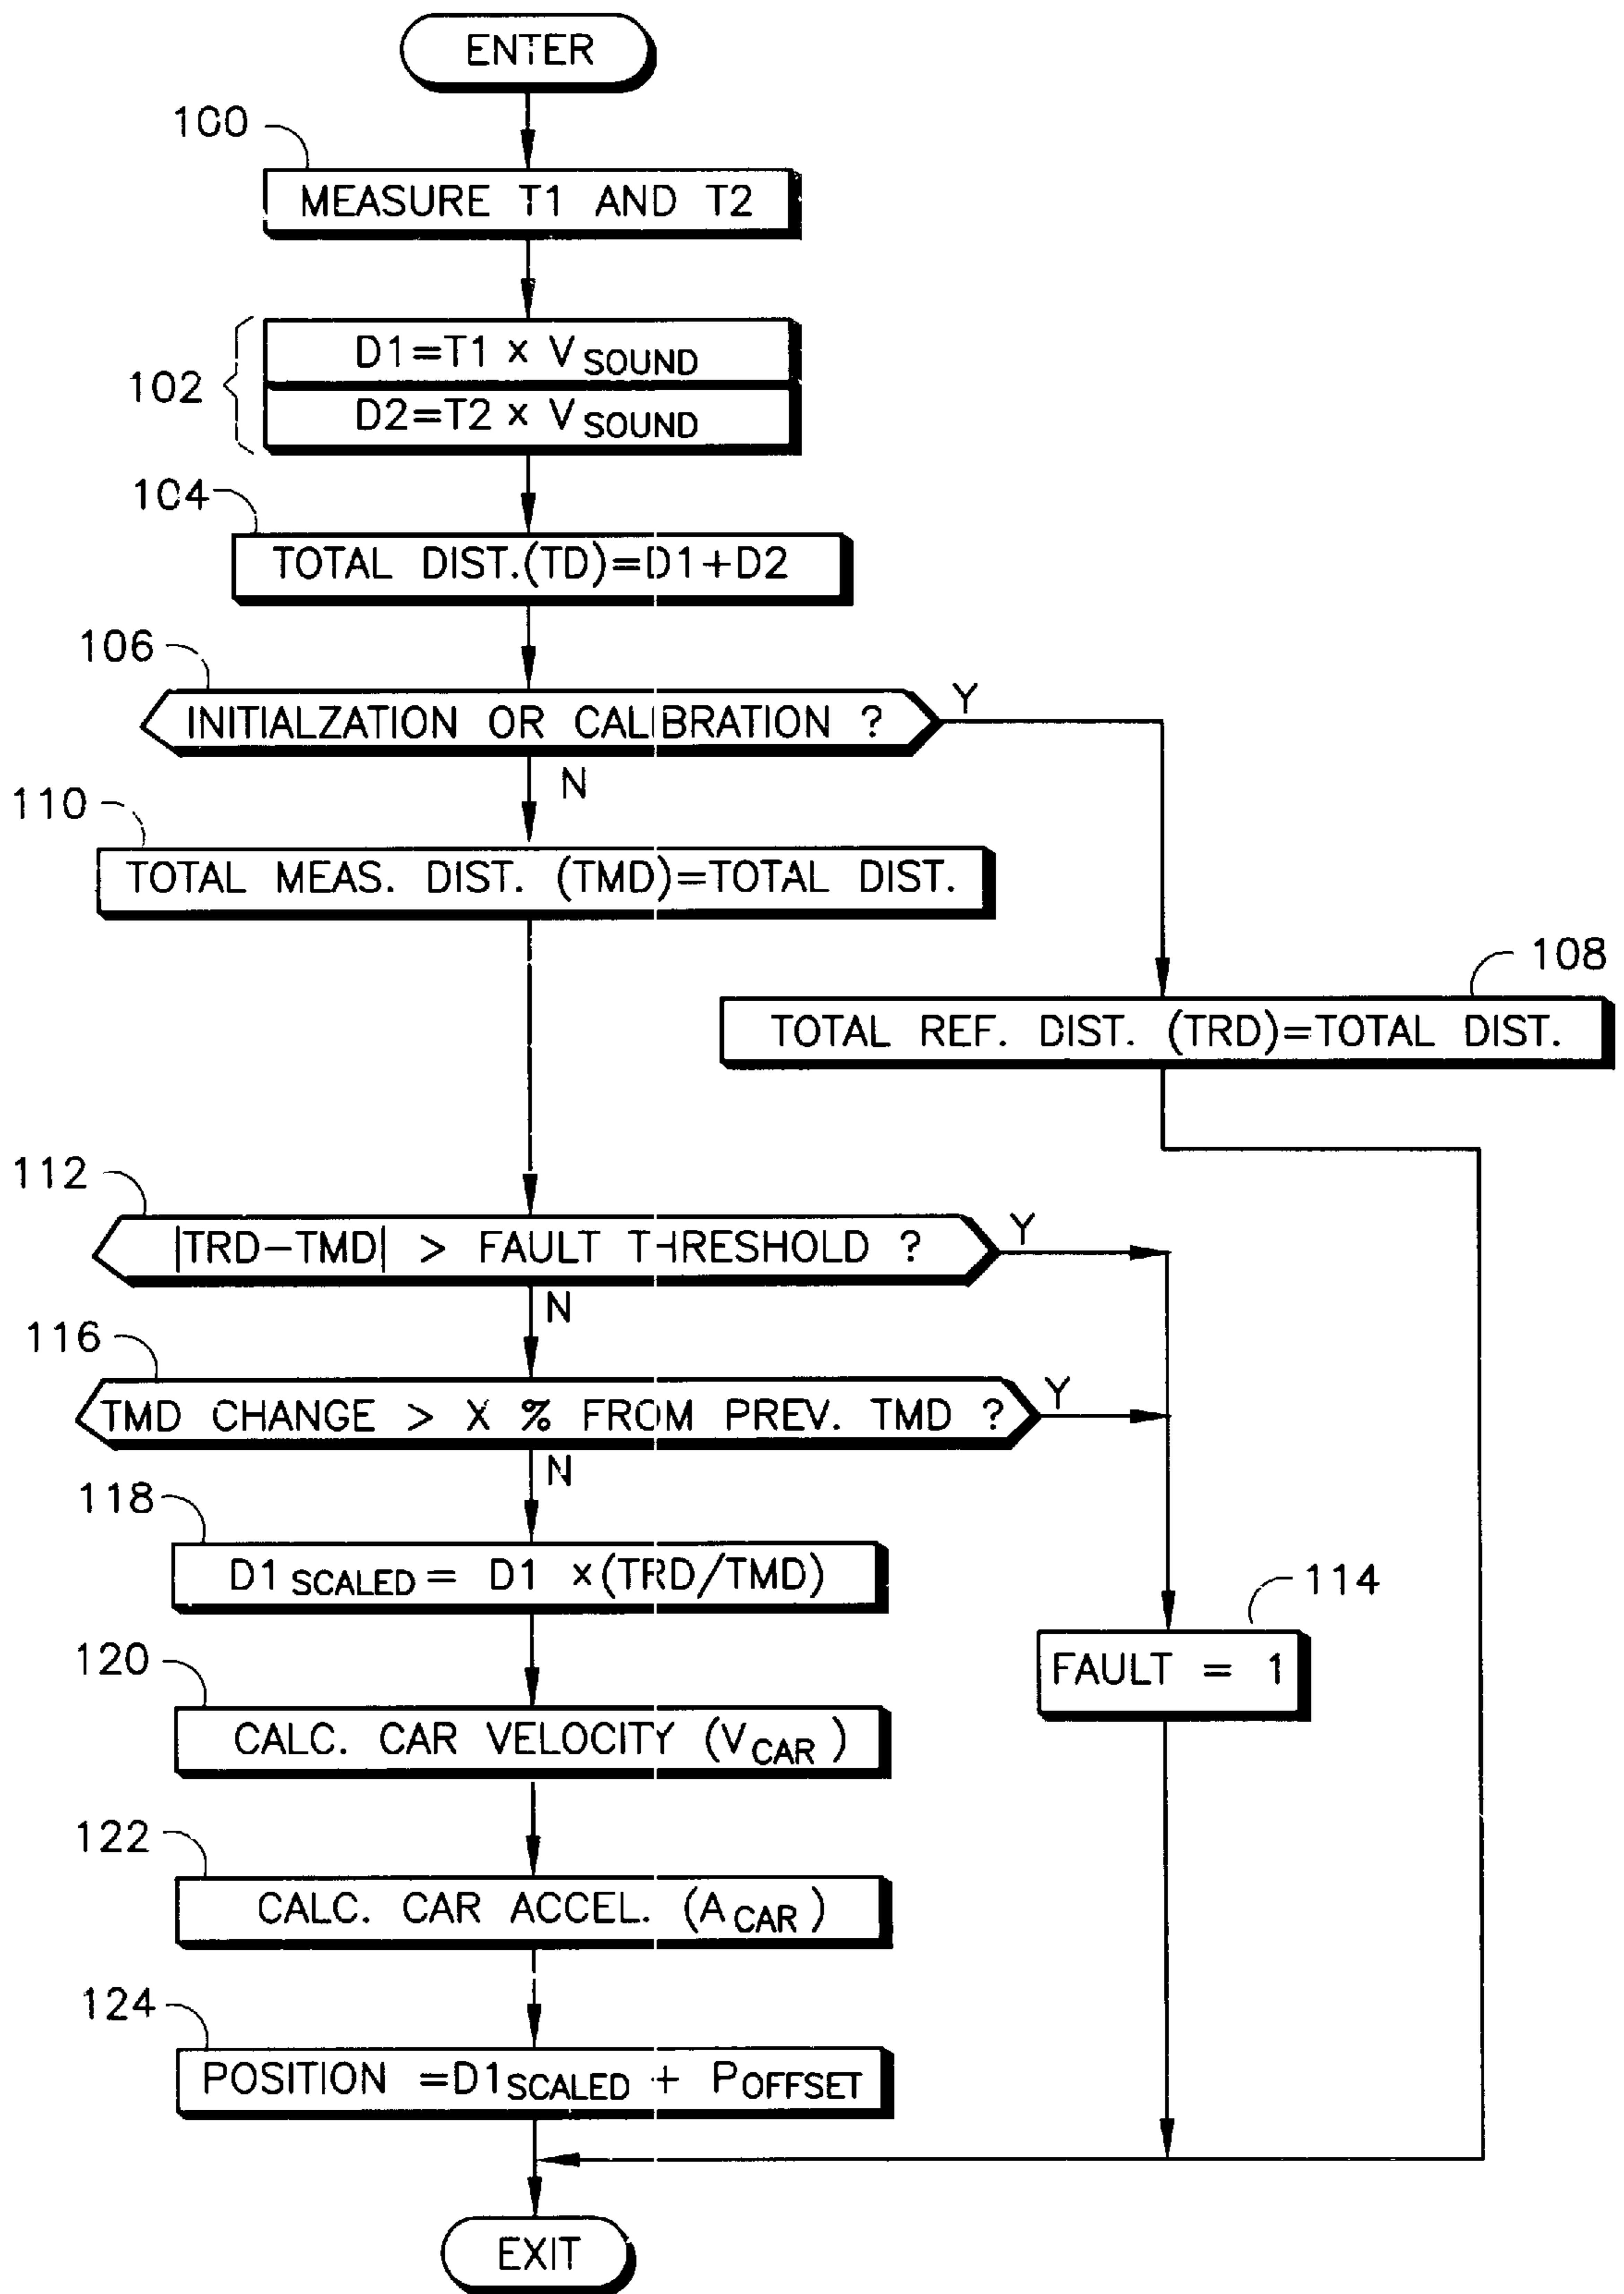 ENTER
100
MEASURE T1 AND T2
102
D1=T1 × VSOUND
D2=T2 × VSOUND
104
TOTAL DIST.(TD)=D1+D2
106
INITIALZATION OR CALIBRATION ?
Y
N
110
TOTAL MEAS. DIST. (TMD)=TOTAL DIST.
108
TOTAL REF. DIST. (TRD)=TOTAL DIST.
112
|TRD-TMD| > FAULT THRESHOLD ?
Y
N
116
TMD CHANGE > X % FROM PREV. TMD ?
Y
N
118
D1SCALED = D1 ×(TRD/TMD)
114
FAULT = 1
120
CALC. CAR VELOCITY (VCAR )
122
CALC. CAR ACCEL. (ACAR )
124
POSITION =D1SCALED + POFFSET
EXIT